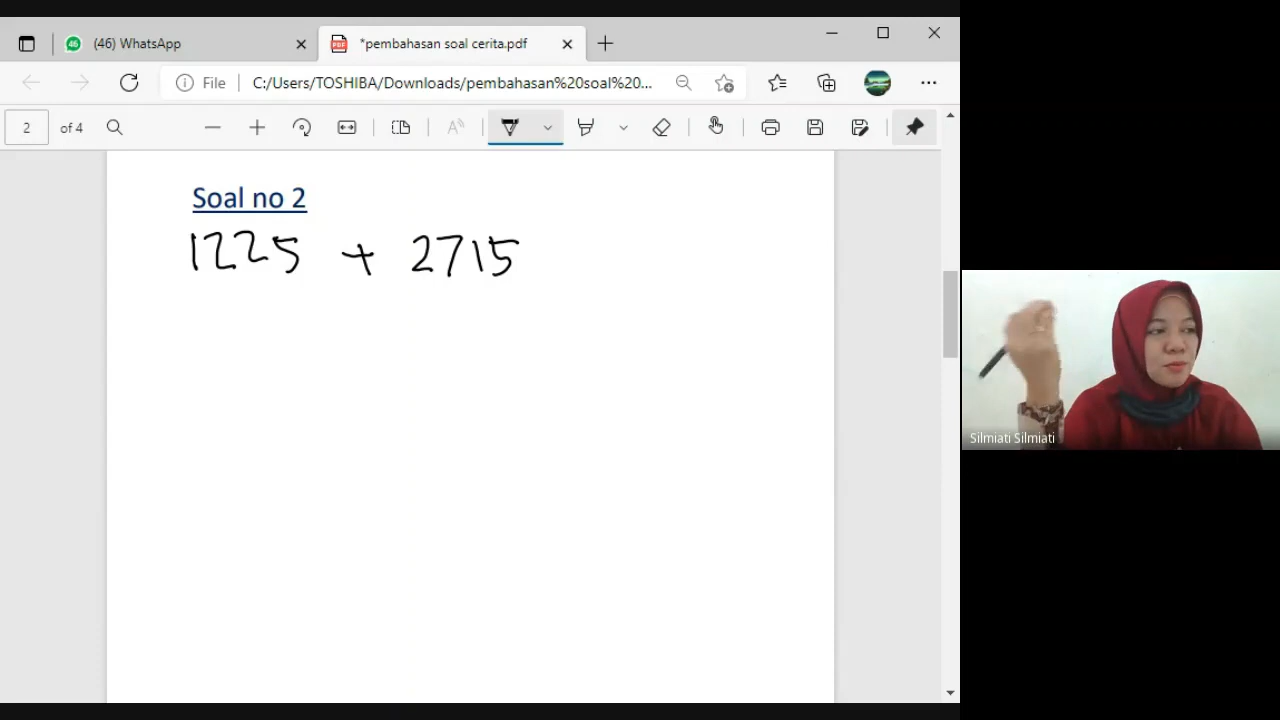 (46) WhatsApp
*pembahasan soal cerita.pdf
File
C:/Users/TOSHIBA/Downloads/pembahasan%20soal%20...
2 of 4
Soal no 2
1225 + 2715
Silmiati Silmiati